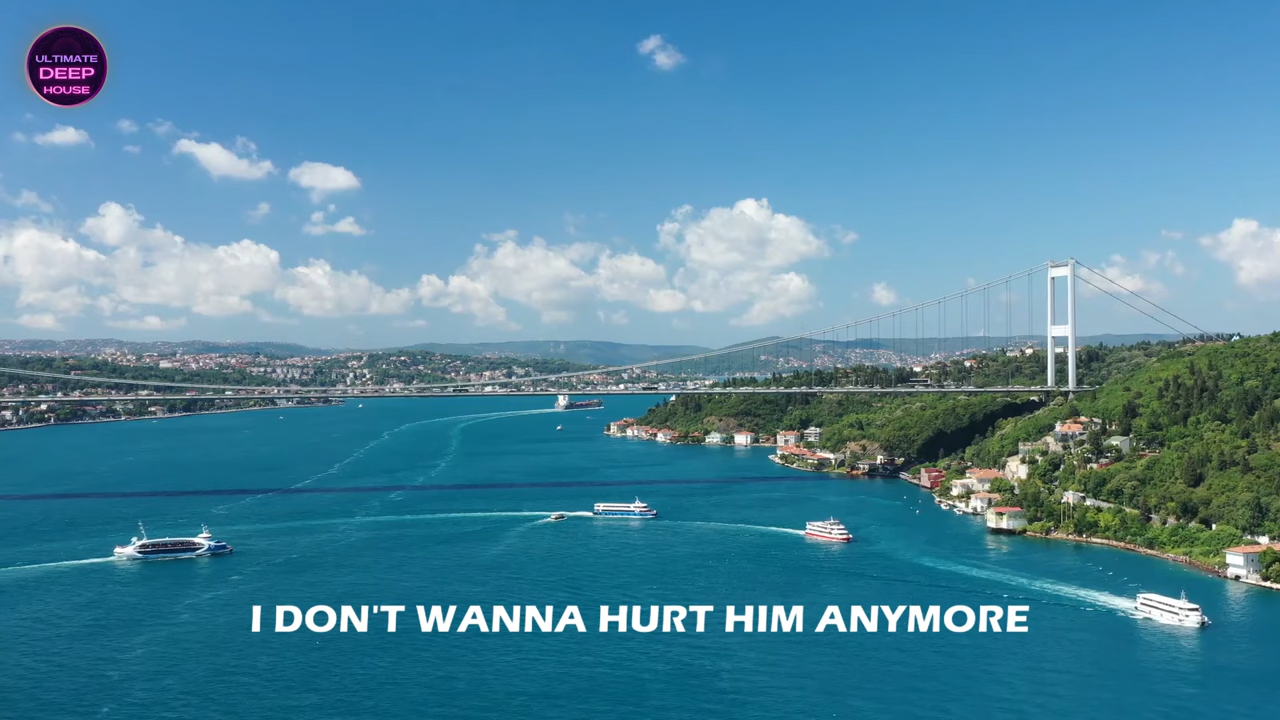 ULTIMATE
DEEP
HOUSE
I DON'T WANNA HURT HIM ANYMORE